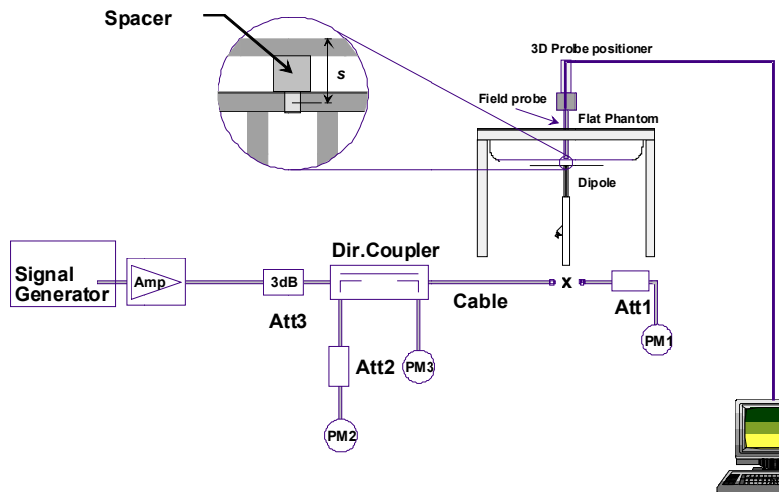 Spacer
s
3D Probe positioner
Field probe
Flat Phantom
Dipole
Dir.Coupler
Signal
Generator
Amp
3dB
Att3
Cable
x
Att1
PM1
Att2
PM3
PM2